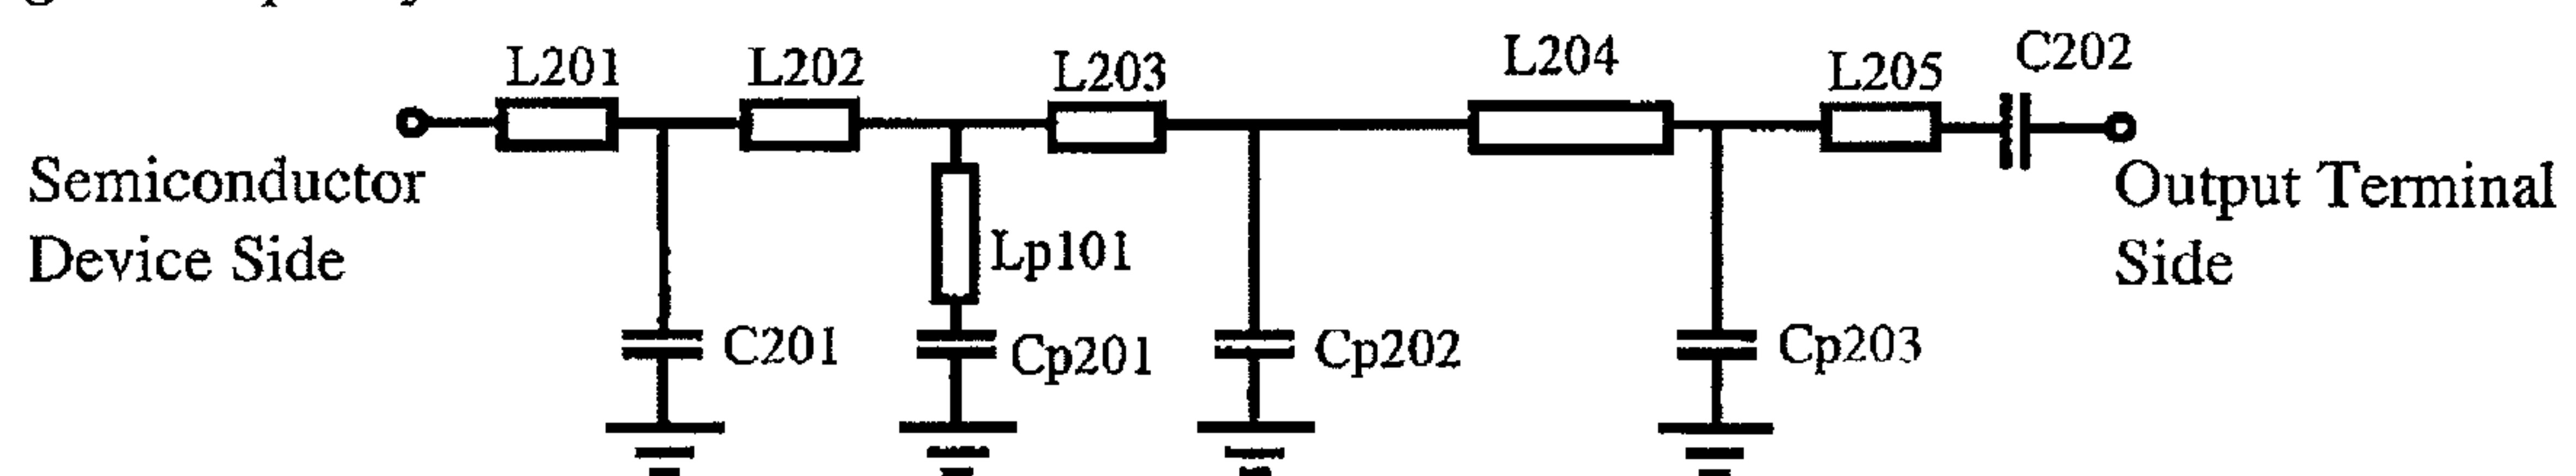 L201
L202
L203
L204
L205
C202
Semiconductor
Device Side
Output Terminal
Side
Lp101
C201
Cp201
Cp202
Cp203